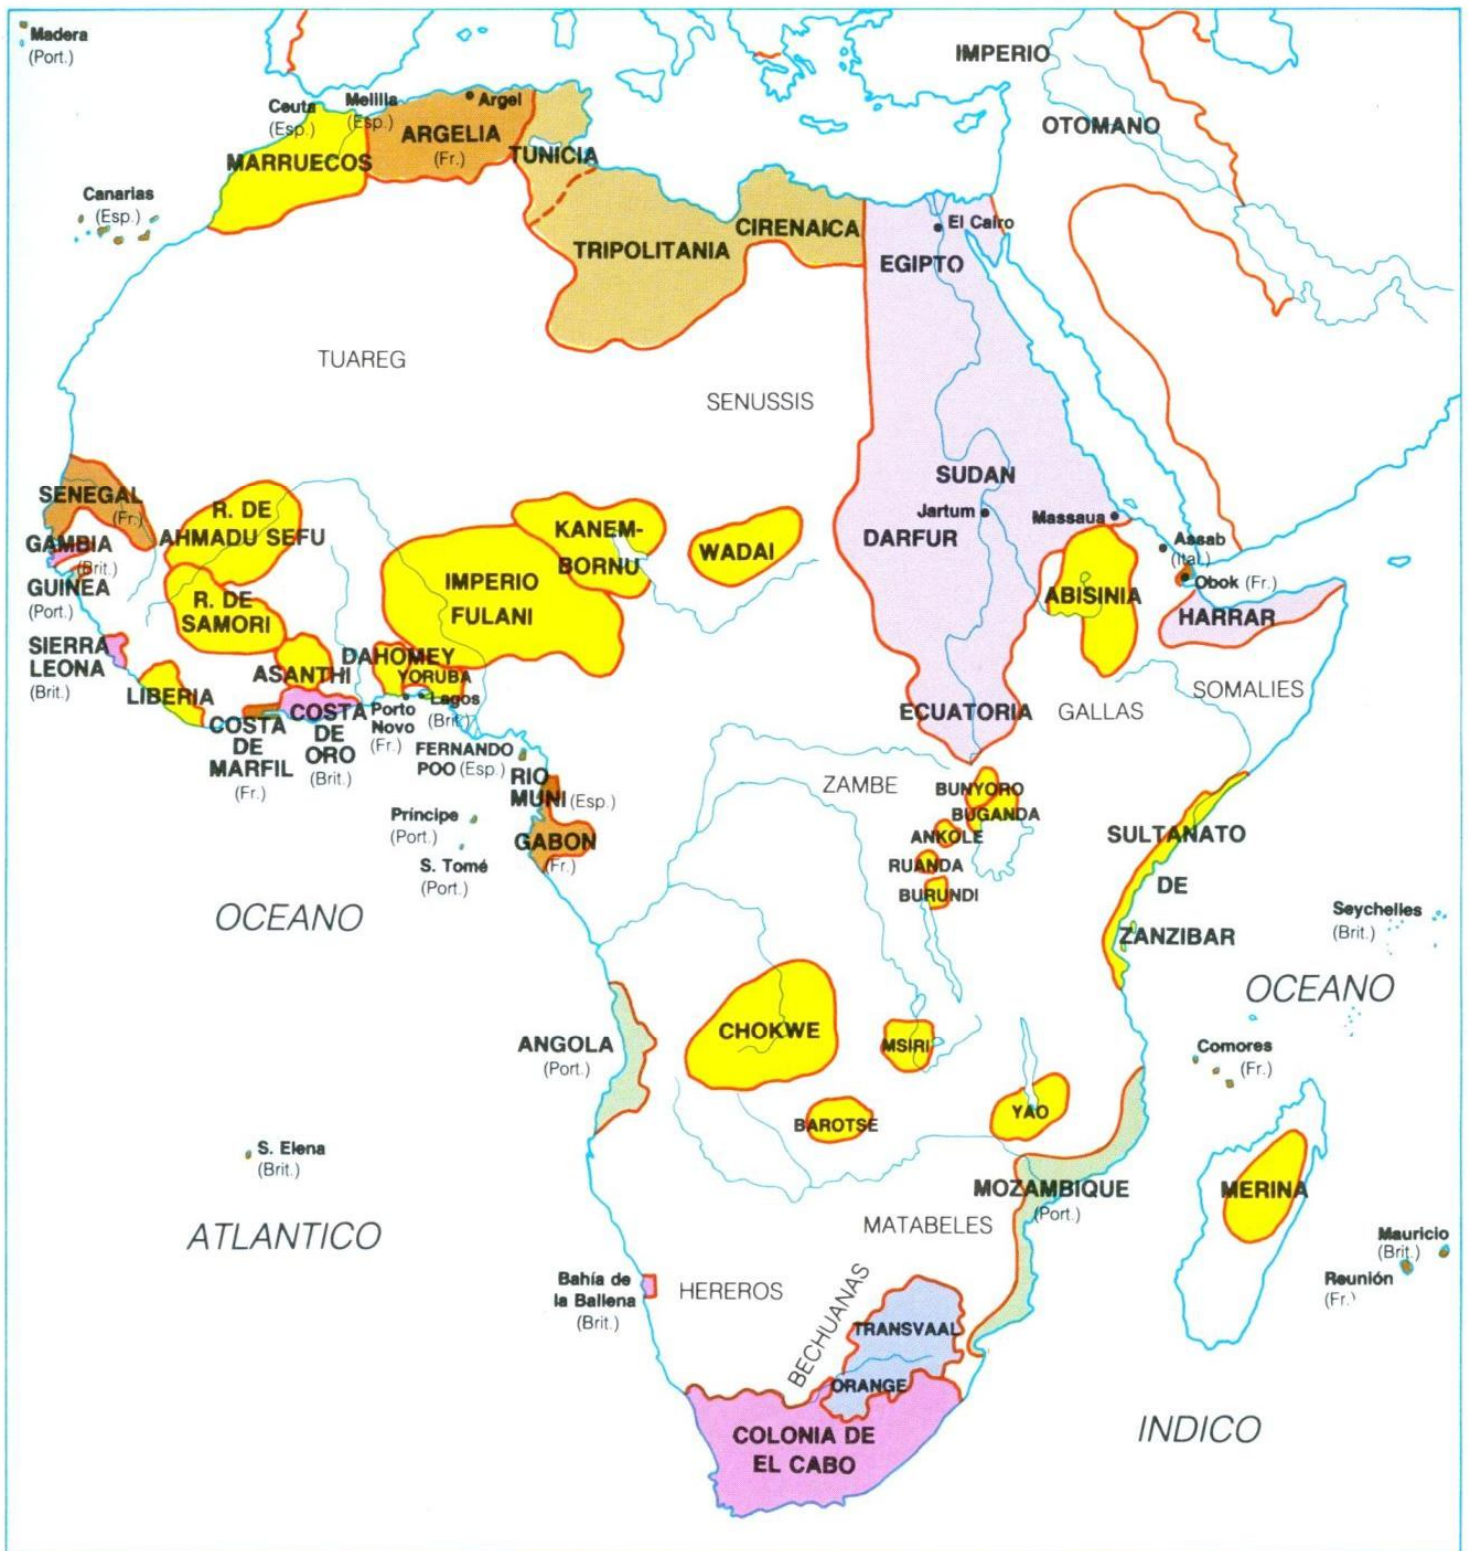 Madera
(Port.)
IMPERIO
OTOMANO
Ceuta
(Esp.)
Melilla
(Esp.)
Argel
ARGELIA
(Fr.)
TUNICIA
MARRUECOS
Canarias
(Esp.)
TRIPOLITANIA
CIRENAICA
El Cairo
EGIPTO
TUAREG
SENUSSIS
SENEGAL
(Fr.)
R. DE
AHMADU SEFU
KANEM-
BORNU
WADAI
SUDAN
Jartum
DARFUR
Massaua
Assab
(Ital.)
Obok (Fr.)
GAMBIA
(Brit.)
GUINEA
(Port.)
R. DE
SAMORI
IMPERIO
FULANI
ABISINIA
HARRAR
SIERRA
LEONA
(Brit.)
LIBERIA
ASANTHI
DAHOMEY
YORUBA
COSTA
DE
MARFIL
(Fr.)
COSTA
DE
ORO
(Brit.)
Porto
Novo
(Fr.)
Lagos
(Brit.)
ECUATORIA
GALLAS
SOMALIES
FERNANDO
POO (Esp.)
RIO
MUNI (Esp.)
ZAMBE
BUNYORO
BUGANDA
ANKOLE
RUANDA
BURUNDI
Príncipe
(Port.)
S. Tomé
(Port.)
GABON
(Fr.)
SULTANATO
DE
ZANZIBAR
OCEANO
Seychelles
(Brit.)
OCEANO
ANGOLA
(Port.)
CHOKWE
MSIRI
Comores
(Fr.)
BAROTSE
YAO
S. Elena
(Brit.)
MOZAMBIQUE
(Port.)
MERINA
ATLANTICO
MATABELES
Mauricio
(Brit.)
Reunión
(Fr.)
Bahía de
la Ballena
(Brit.)
HEREROS
BECHUANAS
TRANSVAAL
ORANGE
COLONIA DE
EL CABO
INDICO